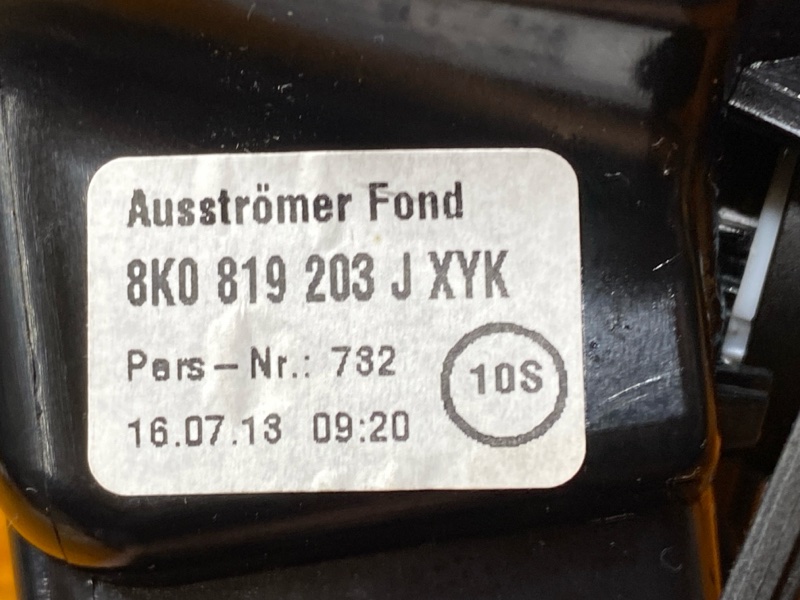 Ausströmer Fond
8K0 819 203 J XYK
Pers-Nr.: 732
10S
16.07.13 09:20